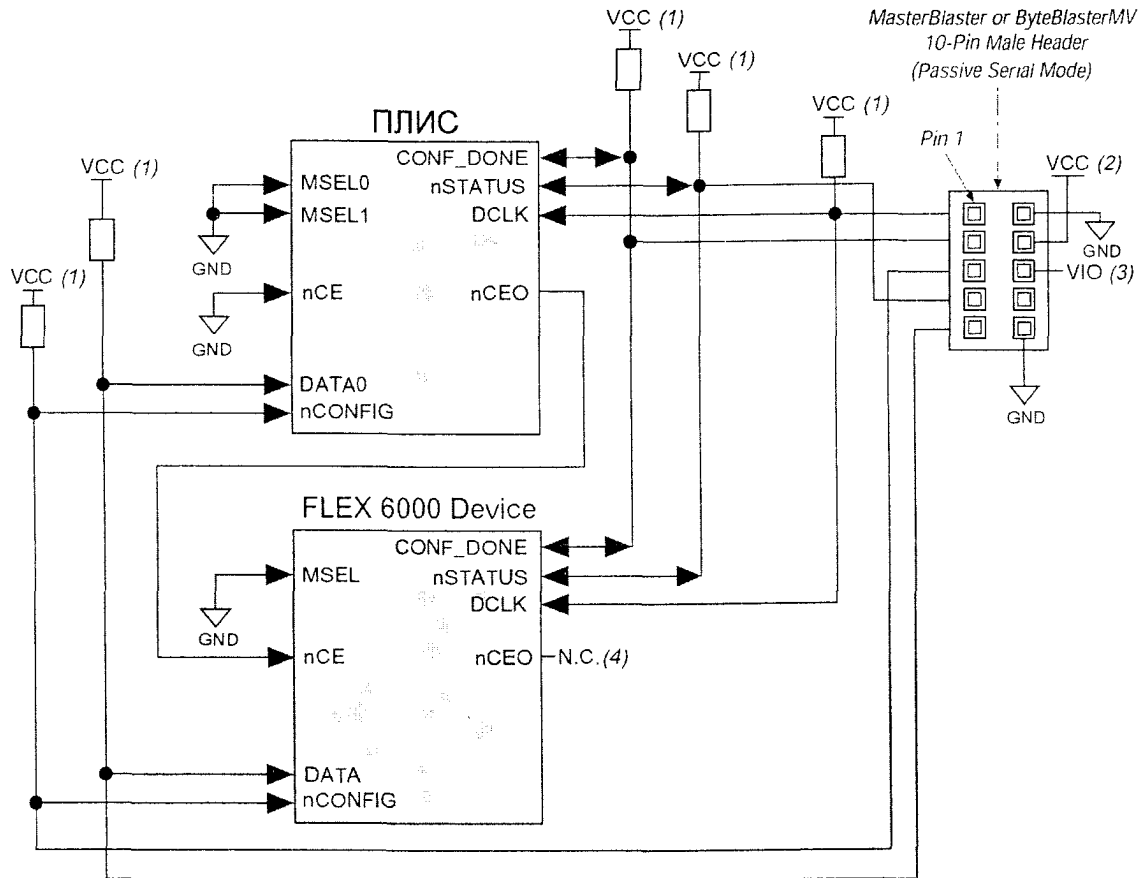 VCC (1)
MasterBlaster or ByteBlasterMV
10-Pin Male Header
(Passive Serial Mode)
VCC (1)
VCC (1)
ПЛИС
Pin 1
VCC (1)
CONF_DONE
VCC (2)
MSEL0
nSTATUS
MSEL1
DCLK
GND
GND
VCC (1)
nCE
nCEO
VIO (3)
GND
DATA0
nCONFIG
GND
FLEX 6000 Device
CONF_DONE
MSEL
nSTATUS
DCLK
GND
nCE
nCEO
N.C. (4)
DATA
nCONFIG